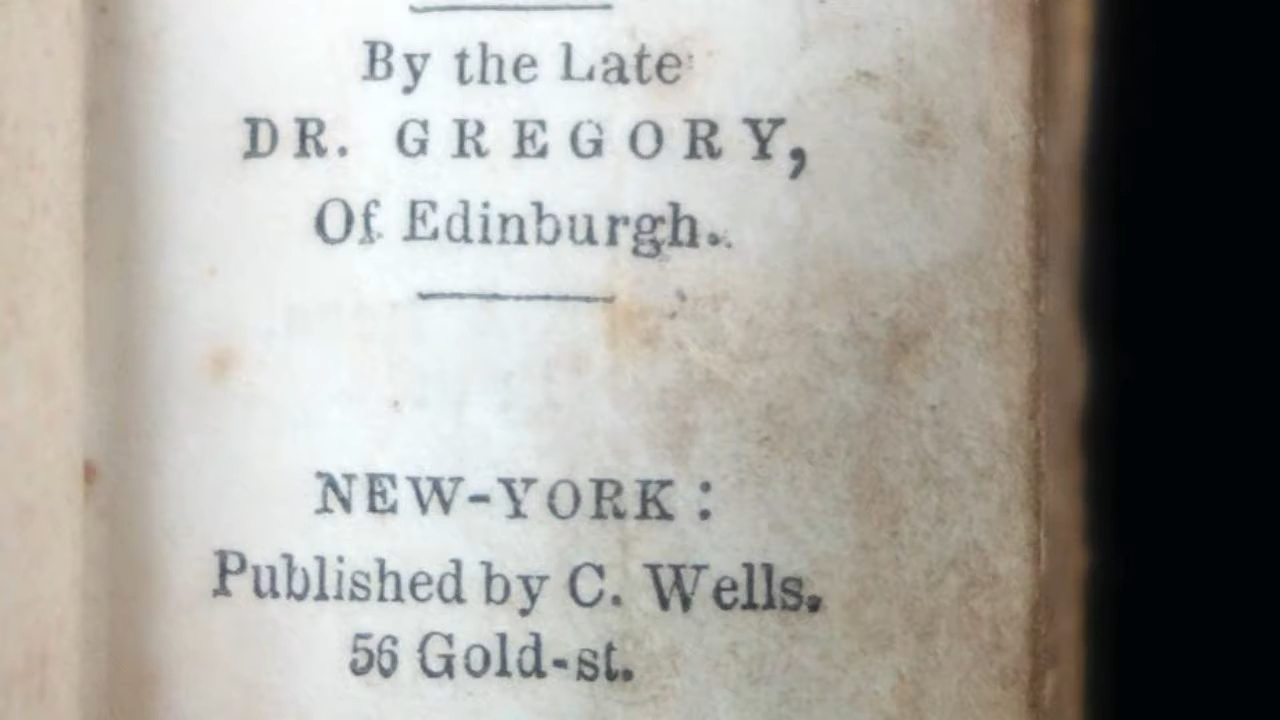 By the Late
DR. GREGORY,
Of Edinburgh.
NEW-YORK:
Published by C. Wells.
56 Gold-st.